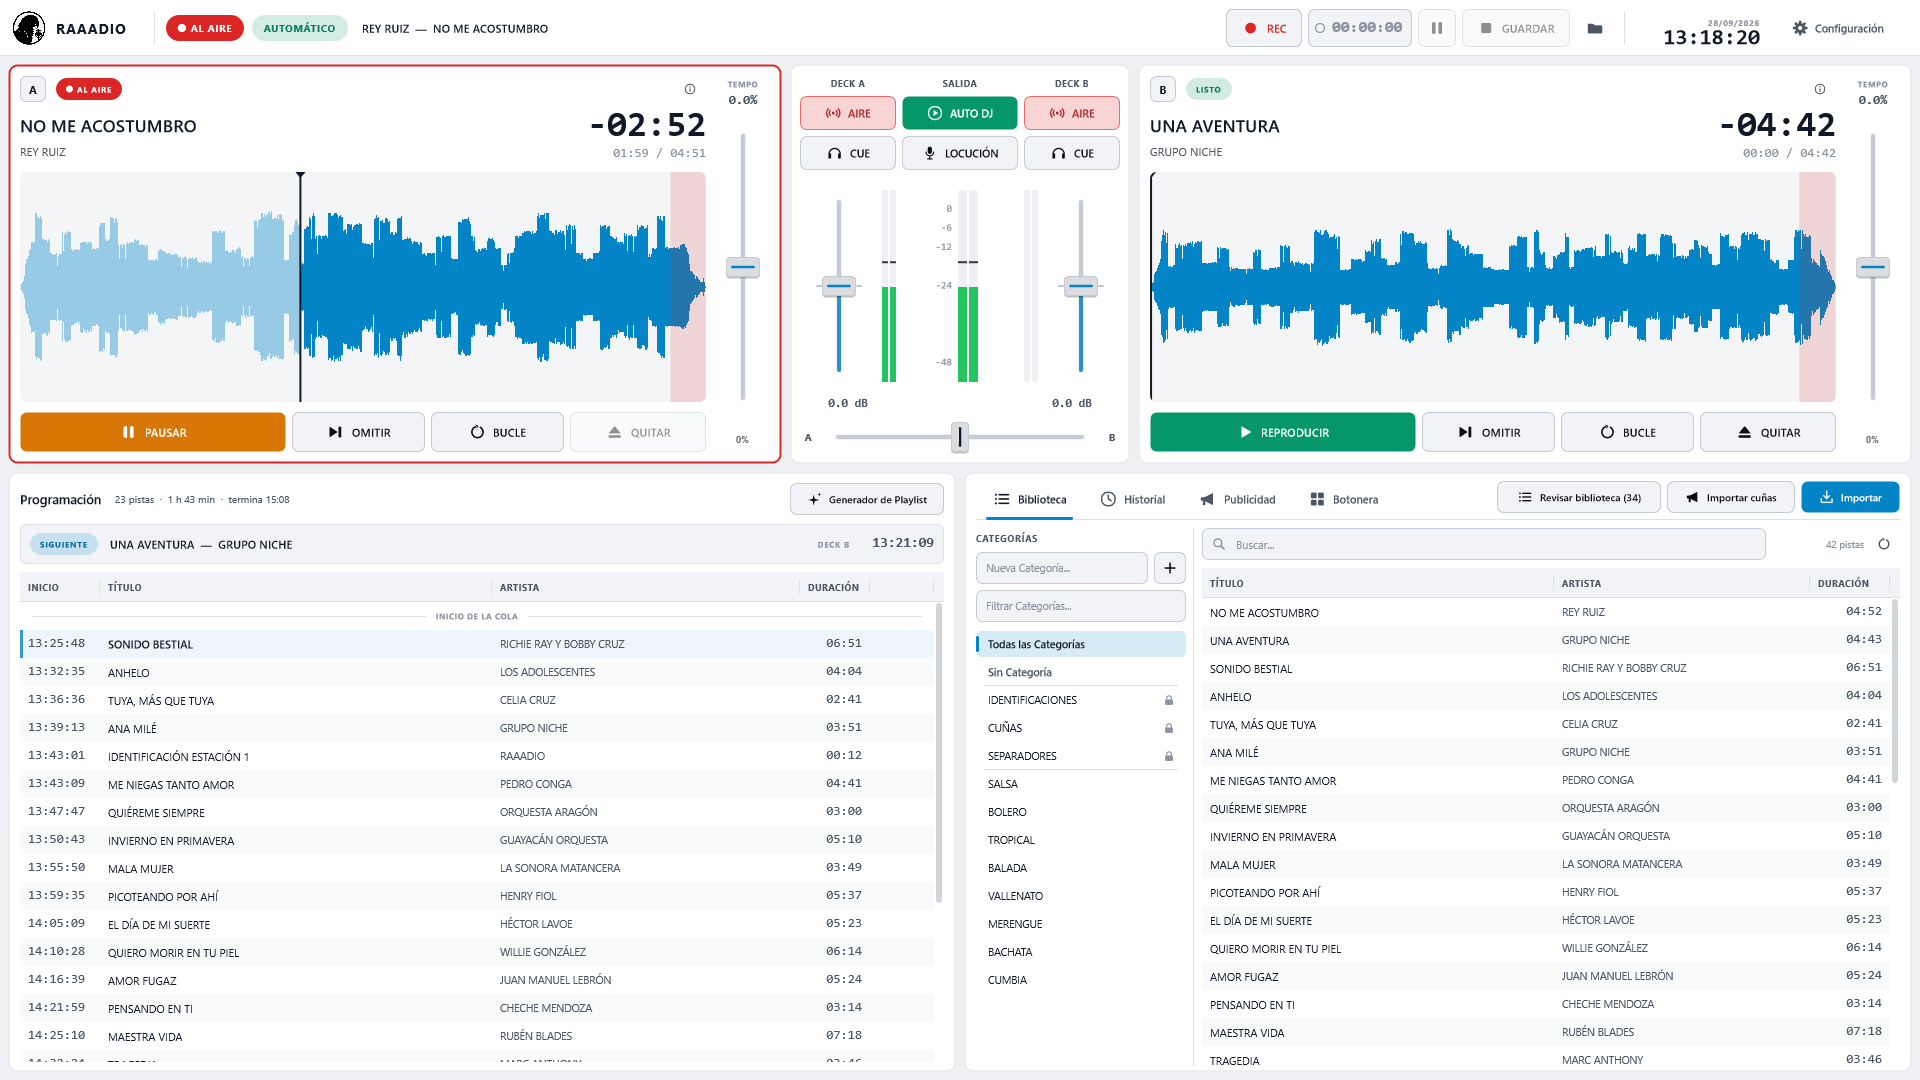 RAAADIO
AL AIRE
AUTOMÁTICO
REY RUIZ — NO ME ACOSTUMBRO
REC
00:00:00
GUARDAR
28/09/2026
13:18:20
Configuración
A
AL AIRE
TEMPO
0.0%
NO ME ACOSTUMBRO
-02:52
REY RUIZ
01:59 / 04:51
PAUSAR
OMITIR
BUCLE
QUITAR
0%
DECK A
SALIDA
DECK B
AIRE
AUTO DJ
AIRE
CUE
LOCUCIÓN
CUE
0
-6
-12
-24
-48
0.0 dB
0.0 dB
A
B
B
LISTO
TEMPO
0.0%
UNA AVENTURA
-04:42
GRUPO NICHE
00:00 / 04:42
REPRODUCIR
OMITIR
BUCLE
QUITAR
0%
Programación
23 pistas · 1 h 43 min · termina 15:08
Generador de Playlist
SIGUIENTE
UNA AVENTURA — GRUPO NICHE
DECK B
13:21:09
INICIO TÍTULO ARTISTA DURACIÓN
INICIO DE LA COLA
13:25:48 SONIDO BESTIAL RICHIE RAY Y BOBBY CRUZ 06:51
13:32:35 ANHELO LOS ADOLESCENTES 04:04
13:36:36 TUYA, MÁS QUE TUYA CELIA CRUZ 02:41
13:39:13 ANA MILÉ GRUPO NICHE 03:51
13:43:01 IDENTIFICACIÓN ESTACIÓN 1 RAAADIO 00:12
13:43:09 ME NIEGAS TANTO AMOR PEDRO CONGA 04:41
13:47:47 QUIÉREME SIEMPRE ORQUESTA ARAGÓN 03:00
13:50:43 INVIERNO EN PRIMAVERA GUAYACÁN ORQUESTA 05:10
13:55:50 MALA MUJER LA SONORA MATANCERA 03:49
13:59:35 PICOTEANDO POR AHÍ HENRY FIOL 05:37
14:05:09 EL DÍA DE MI SUERTE HÉCTOR LAVOE 05:23
14:10:28 QUIERO MORIR EN TU PIEL WILLIE GONZÁLEZ 06:14
14:16:39 AMOR FUGAZ JUAN MANUEL LEBRÓN 05:24
14:21:59 PENSANDO EN TI CHECHE MENDOZA 03:14
14:25:10 MAESTRA VIDA RUBÉN BLADES 07:18
Biblioteca
Historial
Publicidad
Botonera
Revisar biblioteca (34)
Importar cuñas
Importar
CATEGORÍAS
Nueva Categoría...
Filtrar Categorías...
Todas las Categorías
Sin Categoría
IDENTIFICACIONES
CUÑAS
SEPARADORES
SALSA
BOLERO
TROPICAL
BALADA
VALLENATO
MERENGUE
BACHATA
CUMBIA
Buscar...
42 pistas
TÍTULO ARTISTA DURACIÓN
NO ME ACOSTUMBRO REY RUIZ 04:52
UNA AVENTURA GRUPO NICHE 04:43
SONIDO BESTIAL RICHIE RAY Y BOBBY CRUZ 06:51
ANHELO LOS ADOLESCENTES 04:04
TUYA, MÁS QUE TUYA CELIA CRUZ 02:41
ANA MILÉ GRUPO NICHE 03:51
ME NIEGAS TANTO AMOR PEDRO CONGA 04:41
QUIÉREME SIEMPRE ORQUESTA ARAGÓN 03:00
INVIERNO EN PRIMAVERA GUAYACÁN ORQUESTA 05:10
MALA MUJER LA SONORA MATANCERA 03:49
PICOTEANDO POR AHÍ HENRY FIOL 05:37
EL DÍA DE MI SUERTE HÉCTOR LAVOE 05:23
QUIERO MORIR EN TU PIEL WILLIE GONZÁLEZ 06:14
AMOR FUGAZ JUAN MANUEL LEBRÓN 05:24
PENSANDO EN TI CHECHE MENDOZA 03:14
MAESTRA VIDA RUBÉN BLADES 07:18
TRAGEDIA MARC ANTHONY 03:46